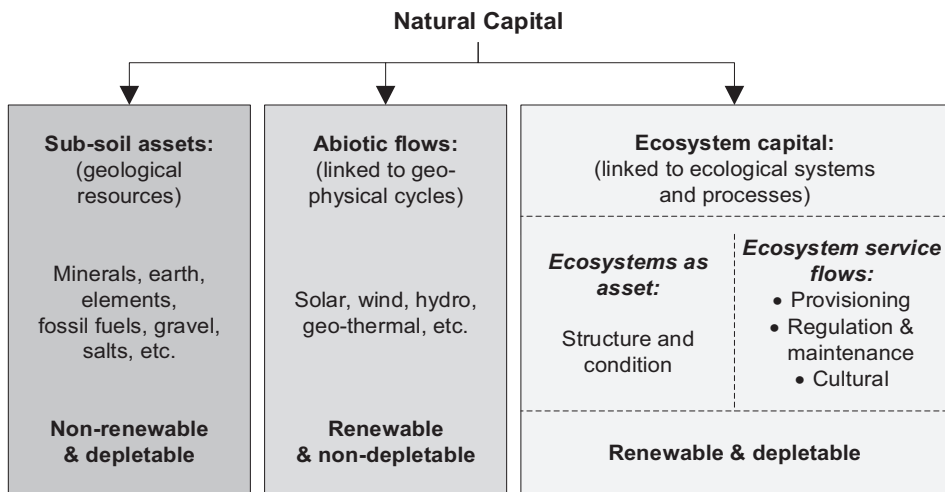 Natural Capital
Sub-soil assets:
(geological
resources)
Minerals, earth,
elements,
fossil fuels, gravel,
salts, etc.
Non-renewable
& depletable
Abiotic flows:
(linked to geo-
physical cycles)
Solar, wind, hydro,
geo-thermal, etc.
Renewable
& non-depletable
Ecosystem capital:
(linked to ecological systems
and processes)
Ecosystems as
asset:
Structure and
condition
Ecosystem service
flows:
• Provisioning
• Regulation &
maintenance
• Cultural
Renewable & depletable